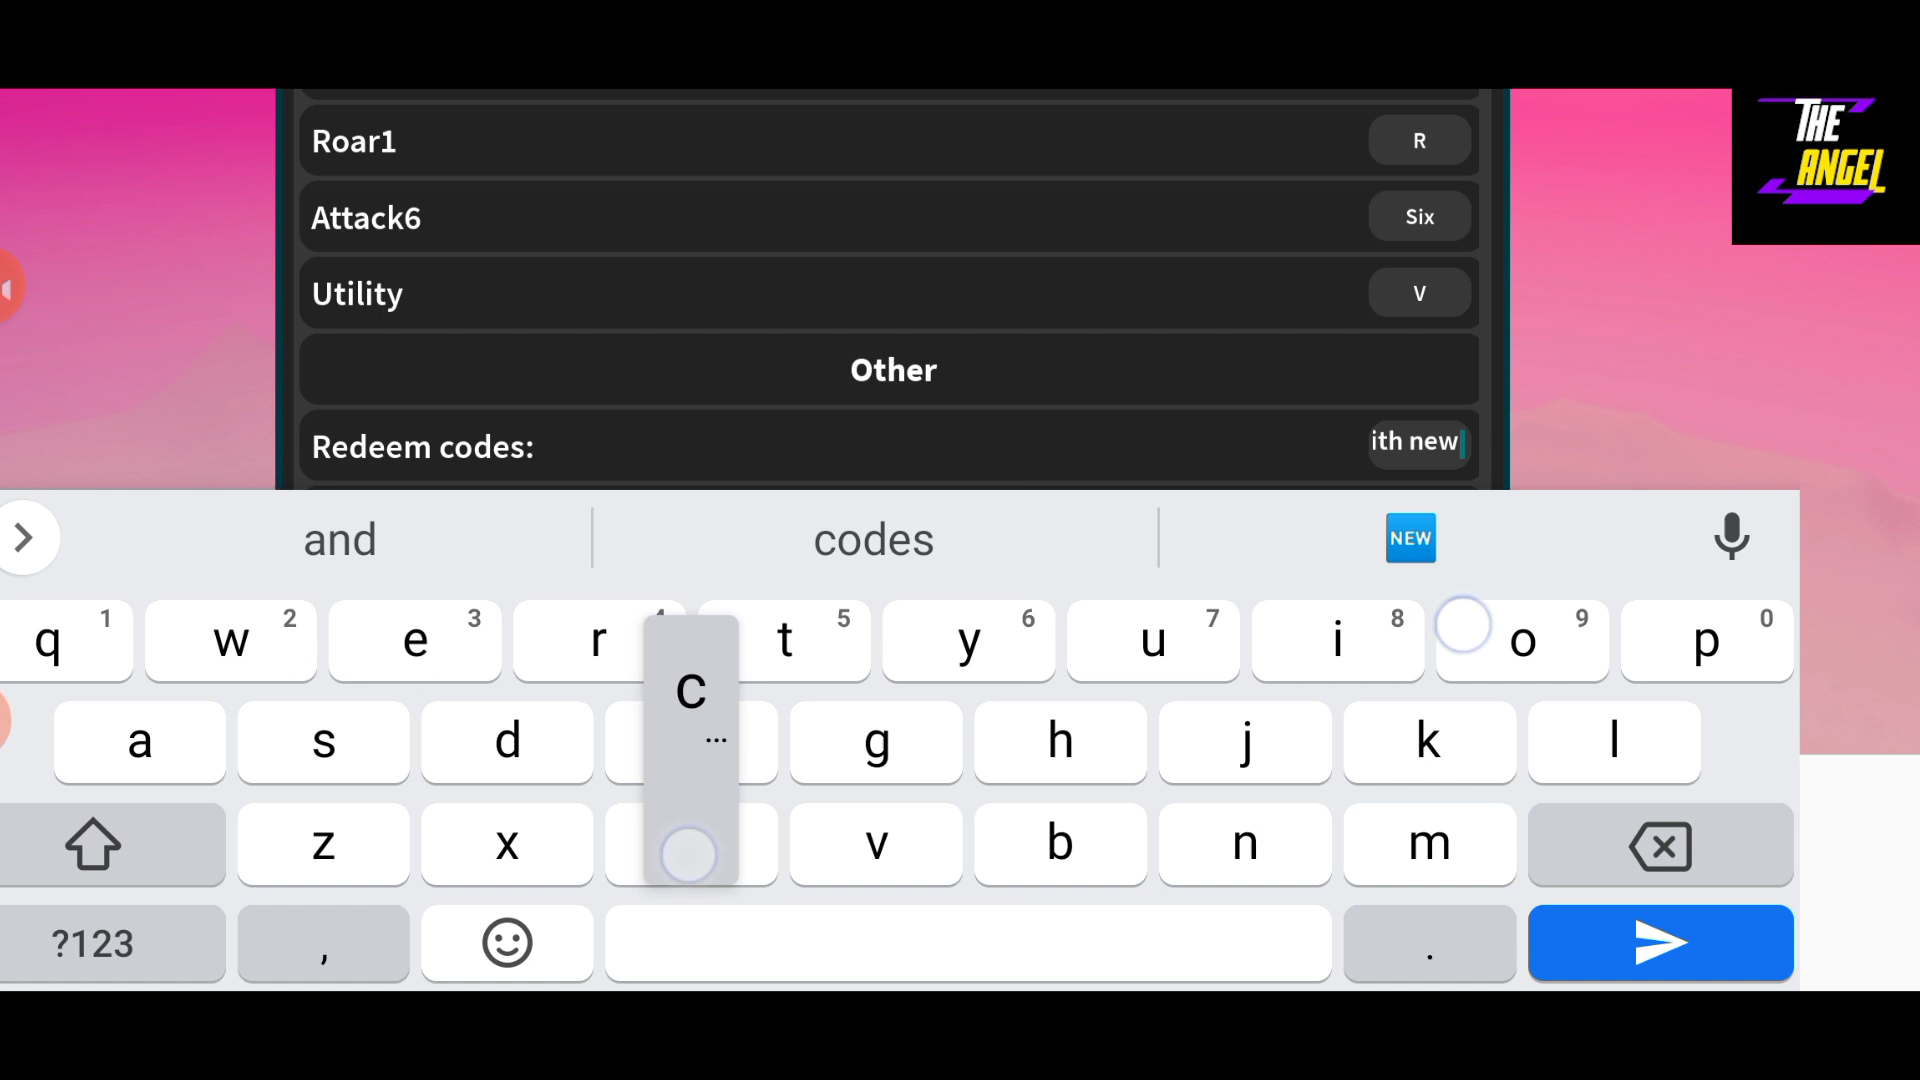 THE
ANGEL
Roar1
R
Attack6
Six
Utility
V
Other
Redeem codes:
ith new
and
codes
NEW
q 1
w 2
e 3
r
t 5
y 6
u 7
i 8
o 9
p 0
c
...
a
s
d
g
h
j
k
l
z
x
v
b
n
m
?123
,
.